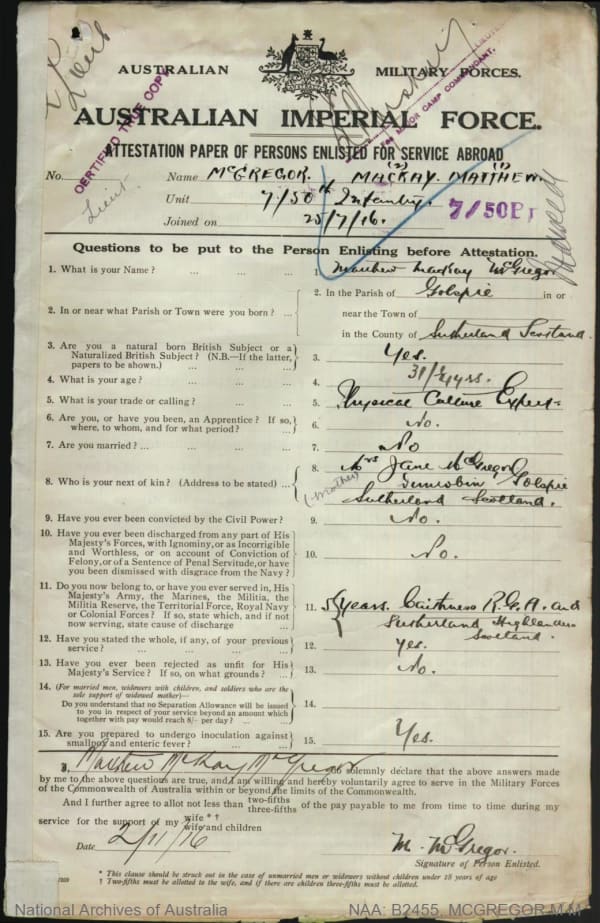 Lieut
CERTIFIED TRUE COPY
Lieut.
CAMP COMMANDANT.
AUSTRALIAN MILITARY FORCES.
AUSTRALIAN IMPERIAL FORCE.
ATTESTATION PAPER OF PERSONS ENLISTED FOR SERVICE ABROAD
No. Name McGREGOR. (2) MACKAY. (1) MATTHEW.
Unit 7/50th Infantry. 7/50Bn
Joined on 25/7/16.
Questions to be put to the Person Enlisting before Attestation.
1. What is your Name? ... ... ... 1. Matthew Mackay McGregor
2. In or near what Parish or Town were you born? ... 2. In the Parish of Golspie in or
near the Town of
in the County of Sutherland Scotland.
3. Are you a natural born British Subject or a
Naturalized British Subject? (N.B.—If the latter,
papers to be shown.) ... ... 3. Yes.
4. What is your age? ... ... ... 4. 31 yrs.
5. What is your trade or calling? ... ... 5. Physical Culture Expert
6. Are you, or have you been, an Apprentice? If so,
where, to whom, and for what period? ... 6. No.
7. Are you married? ... ... ... 7. No
8. Who is your next of kin? (Address to be stated) ... 8. Mrs Jane McGregor
(mother) Dunrobin Golspie
Sutherland Scotland.
9. Have you ever been convicted by the Civil Power? 9. No.
10. Have you ever been discharged from any part of His
Majesty's Forces, with Ignominy, or as Incorrigible
and Worthless, or on account of Conviction of
Felony, or of a Sentence of Penal Servitude, or have
you been dismissed with disgrace from the Navy? 10. No.
11. Do you now belong to, or have you ever served in, His
Majesty's Army, the Marines, the Militia, the
Militia Reserve, the Territorial Force, Royal Navy
or Colonial Forces? If so, state which, and if not
now serving, state cause of discharge ... 11. years. Caithness R.G.A. and
Sutherland Highlanders
Scotland.
12. Have you stated the whole, if any, of your previous
service? ... ... ... 12. Yes.
13. Have you ever been rejected as unfit for His
Majesty's Service? If so, on what grounds? ... 13. No.
14. (For married men, widowers with children, and soldiers who are the
sole support of widowed mother)—
Do you understand that no Separation Allowance will be issued
to you in respect of your service beyond an amount which
together with pay would reach 8/- per day? ... ... 14.
15. Are you prepared to undergo inoculation against
smallpox and enteric fever? ... ... 15. Yes.
I, Matthew McKay McGregor solemnly declare that the above answers made
by me to the above questions are true, and I am willing and hereby voluntarily agree to serve in the Military Forces
of the Commonwealth of Australia within or beyond the limits of the Commonwealth.
And I further agree to allot not less than two-fifths three-fifths of the pay payable to me from time to time during my
service for the support of my wife * † wife and children
Date 2/11/16 M. McGregor.
Signature of Person Enlisted.
* This clause should be struck out in the case of unmarried men or widowers without children under 18 years of age
† Two-fifths must be allotted to the wife, and if there are children three-fifths must be allotted.
National Archives of Australia NAA: B2455, MCGREGOR M M